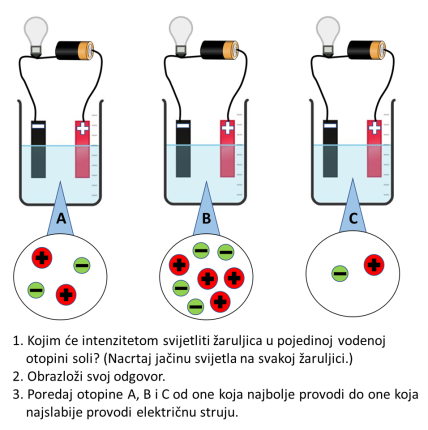 A
B
C
1. Kojim će intenzitetom svijetliti žaruljica u pojedinoj vodenoj
otopini soli? (Nacrtaj jačinu svijetla na svakoj žaruljici.)
2. Obrazloži svoj odgovor.
3. Poredaj otopine A, B i C od one koja najbolje provodi do one koja
najslabije provodi električnu struju.